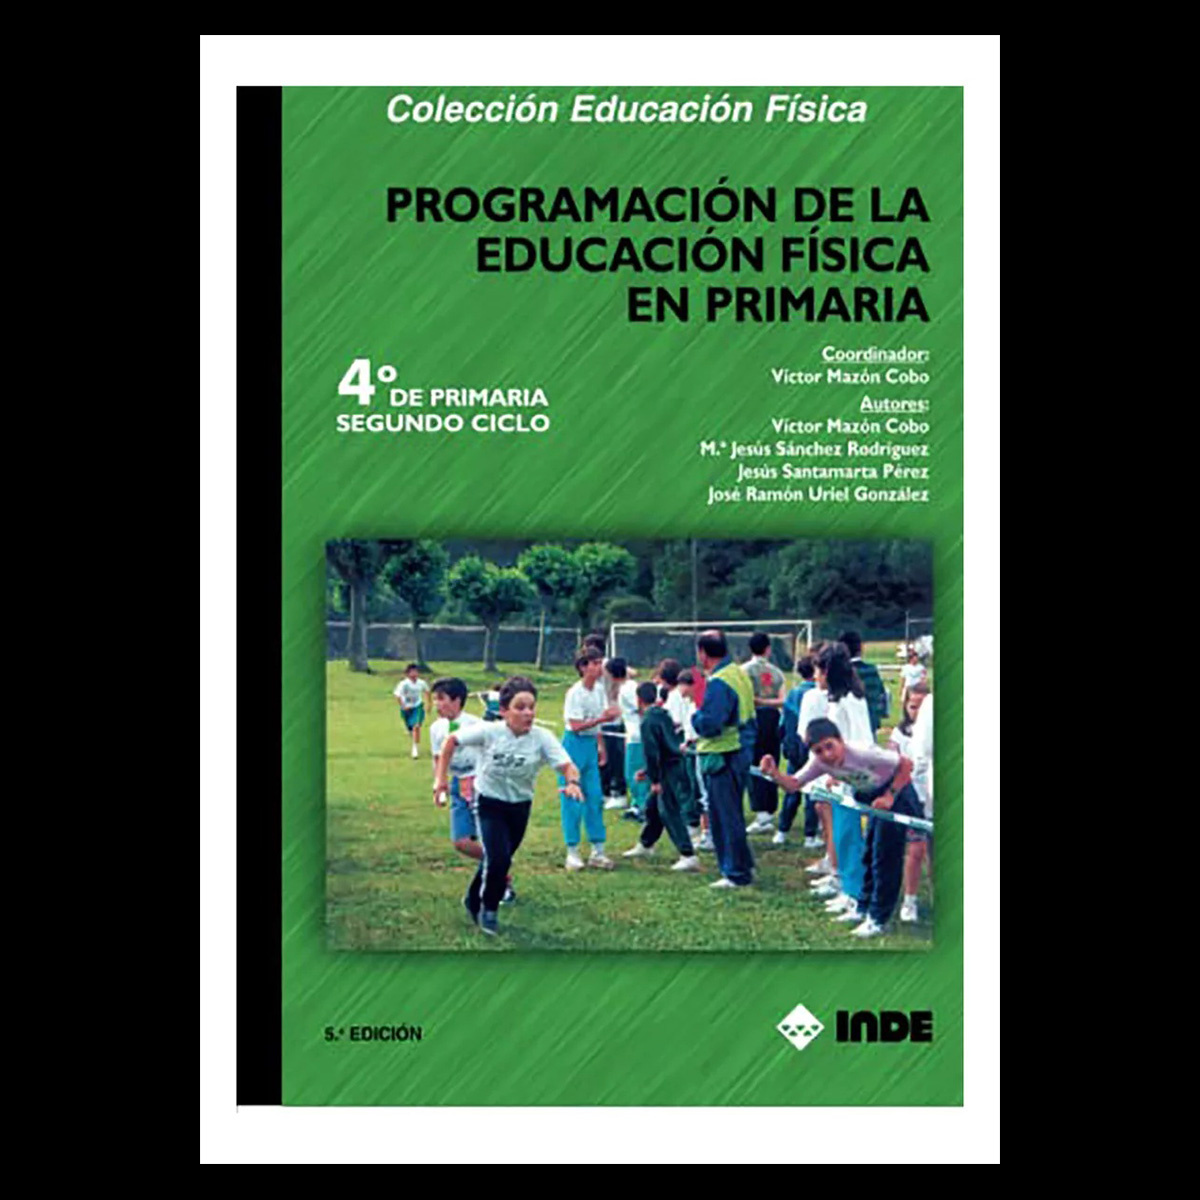 Colección Educación Física
PROGRAMACIÓN DE LA
EDUCACIÓN FÍSICA
EN PRIMARIA
Coordinador:
Víctor Mazón Cobo
Autores:
Víctor Mazón Cobo
M.ª Jesús Sánchez Rodríguez
Jesús Santamarta Pérez
José Ramón Uriel González
4º
DE PRIMARIA
SEGUNDO CICLO
5.ª EDICIÓN
INDE